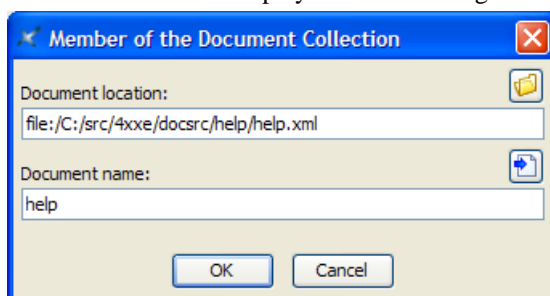 Member of the Document Collection
Document location:
file:/C:/src/4xxe/docsrc/help/help.xml
Document name:
help
OK Cancel